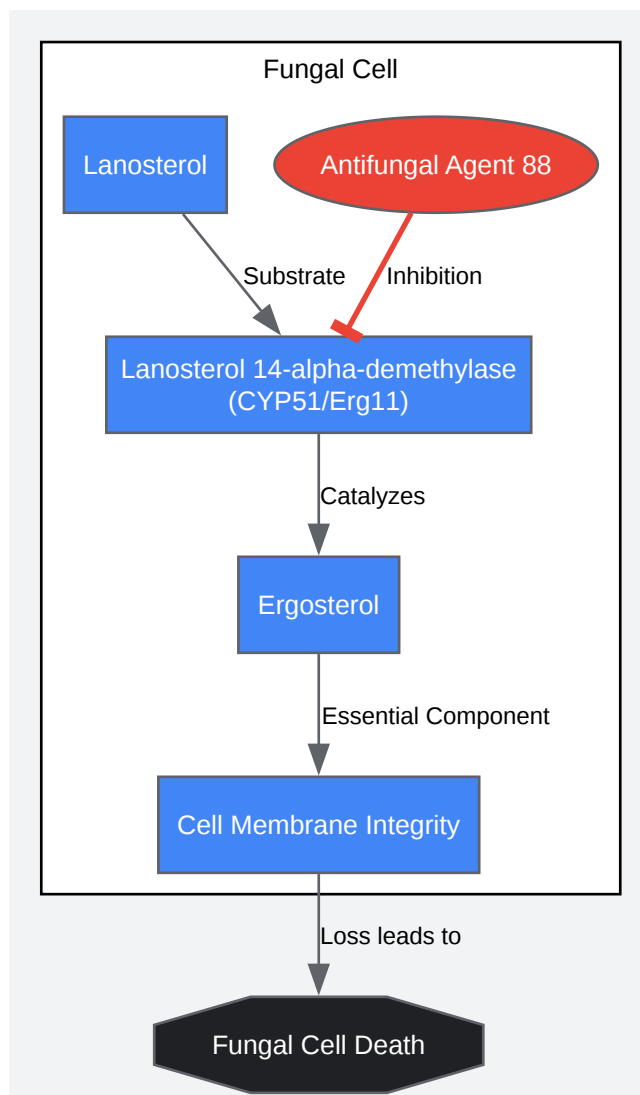 Fungal Cell
Lanosterol
Antifungal Agent 88
Substrate
Inhibition
Lanosterol 14-alpha-demethylase
(CYP51/Erg11)
Catalyzes
Ergosterol
Essential Component
Cell Membrane Integrity
Loss leads to
Fungal Cell Death